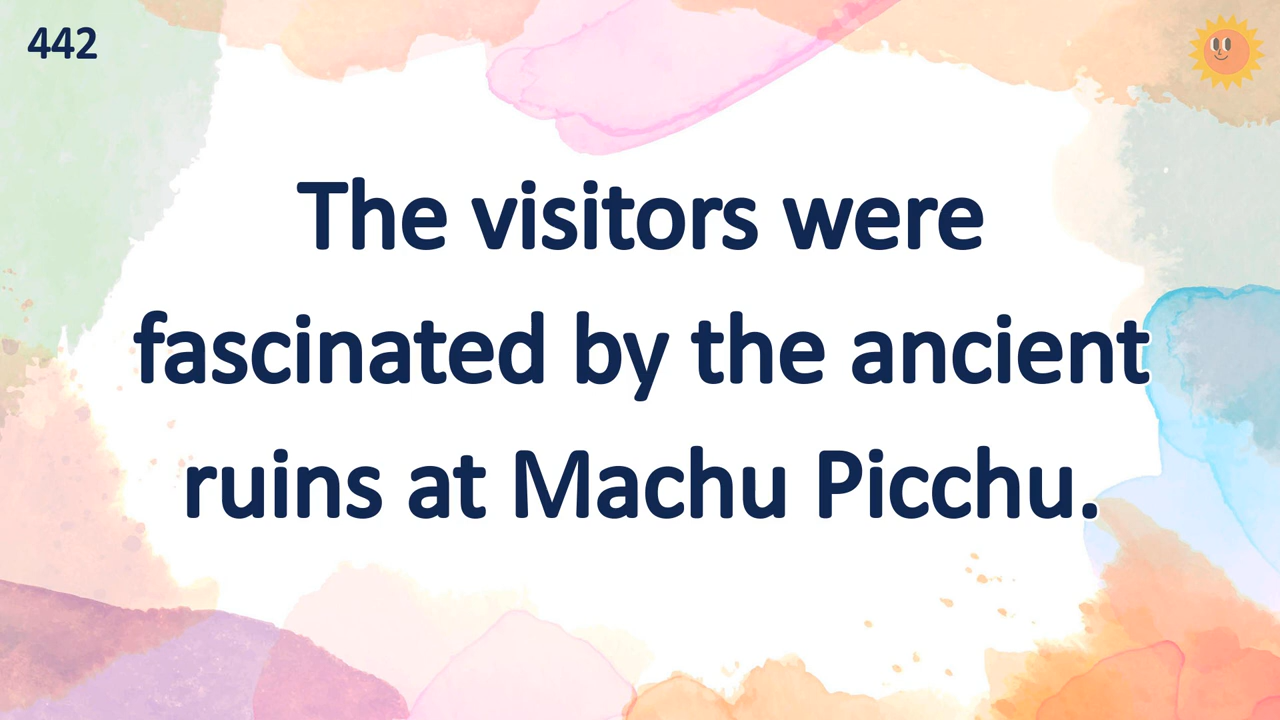 442
The visitors were
fascinated by the ancient
ruins at Machu Picchu.